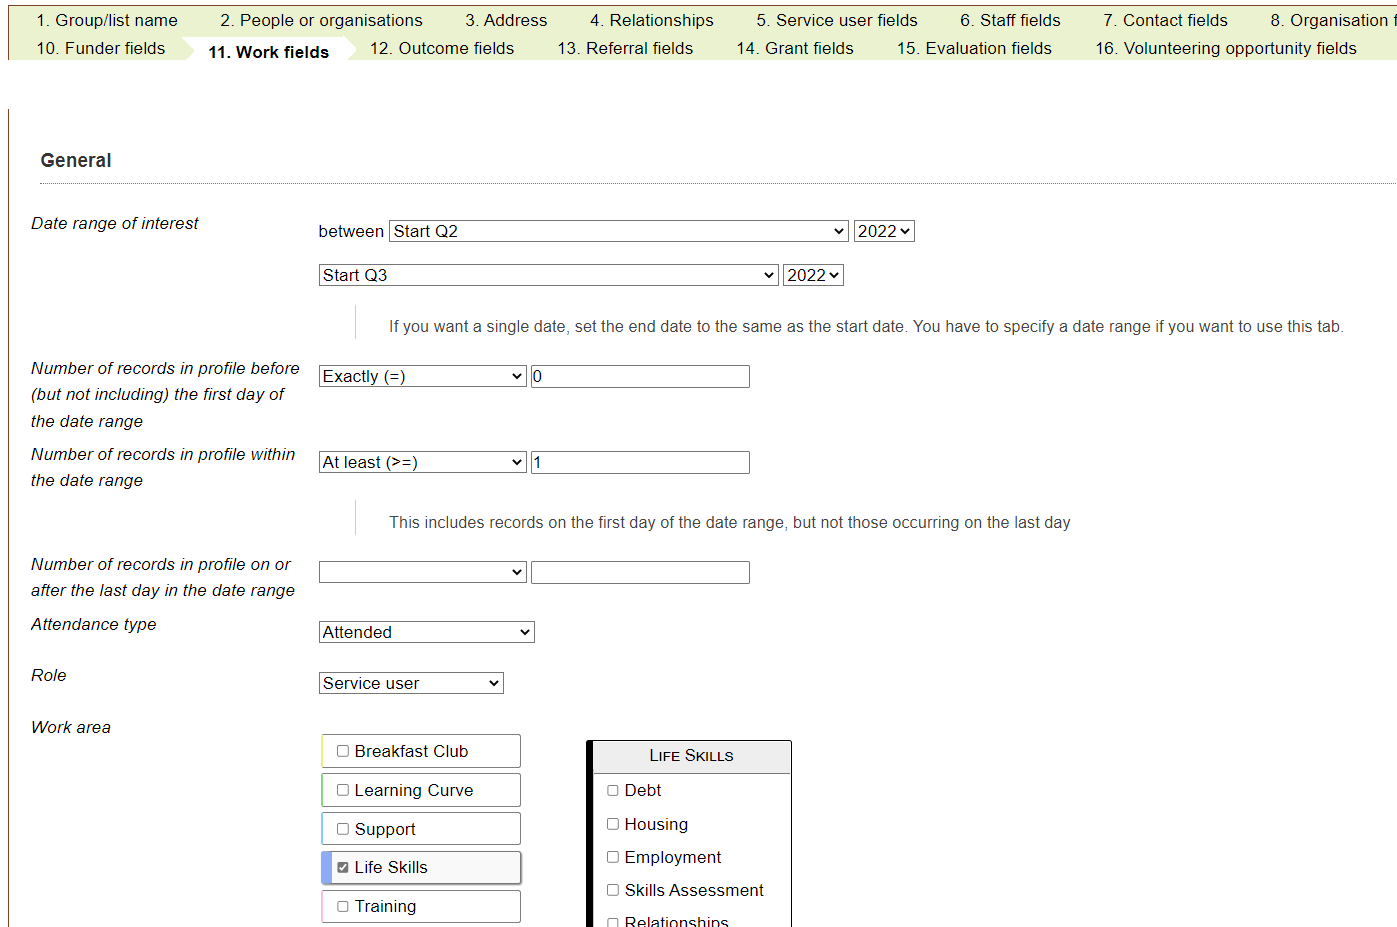 1. Group/list name 2. People or organisations 3. Address 4. Relationships 5. Service user fields 6. Staff fields 7. Contact fields 8. Organisation f
10. Funder fields 11. Work fields 12. Outcome fields 13. Referral fields 14. Grant fields 15. Evaluation fields 16. Volunteering opportunity fields
General
Date range of interest
between Start Q2 2022
Start Q3 2022
If you want a single date, set the end date to the same as the start date. You have to specify a date range if you want to use this tab.
Number of records in profile before
(but not including) the first day of
the date range
Exactly (=) 0
Number of records in profile within
the date range
At least (>=) 1
This includes records on the first day of the date range, but not those occurring on the last day
Number of records in profile on or
after the last day in the date range
Attendance type
Attended
Role
Service user
Work area
Breakfast Club
Learning Curve
Support
Life Skills
Training
LIFE SKILLS
Debt
Housing
Employment
Skills Assessment
Relationships